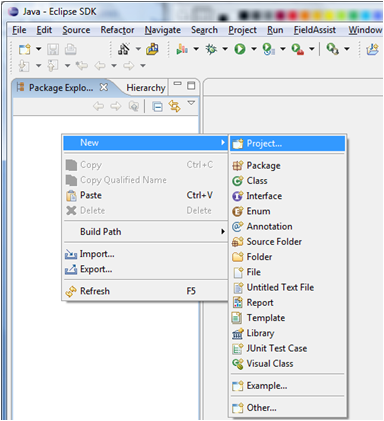 Java - Eclipse SDK
File Edit Source Refactor Navigate Search Project Run FieldAssist Window
Package Explo... Hierarchy
New
Copy Ctrl+C
Copy Qualified Name
Paste Ctrl+V
Delete Delete
Build Path
Import...
Export...
Refresh F5
Project...
Package
Class
Interface
Enum
Annotation
Source Folder
Folder
File
Untitled Text File
Report
Template
Library
JUnit Test Case
Visual Class
Example...
Other...